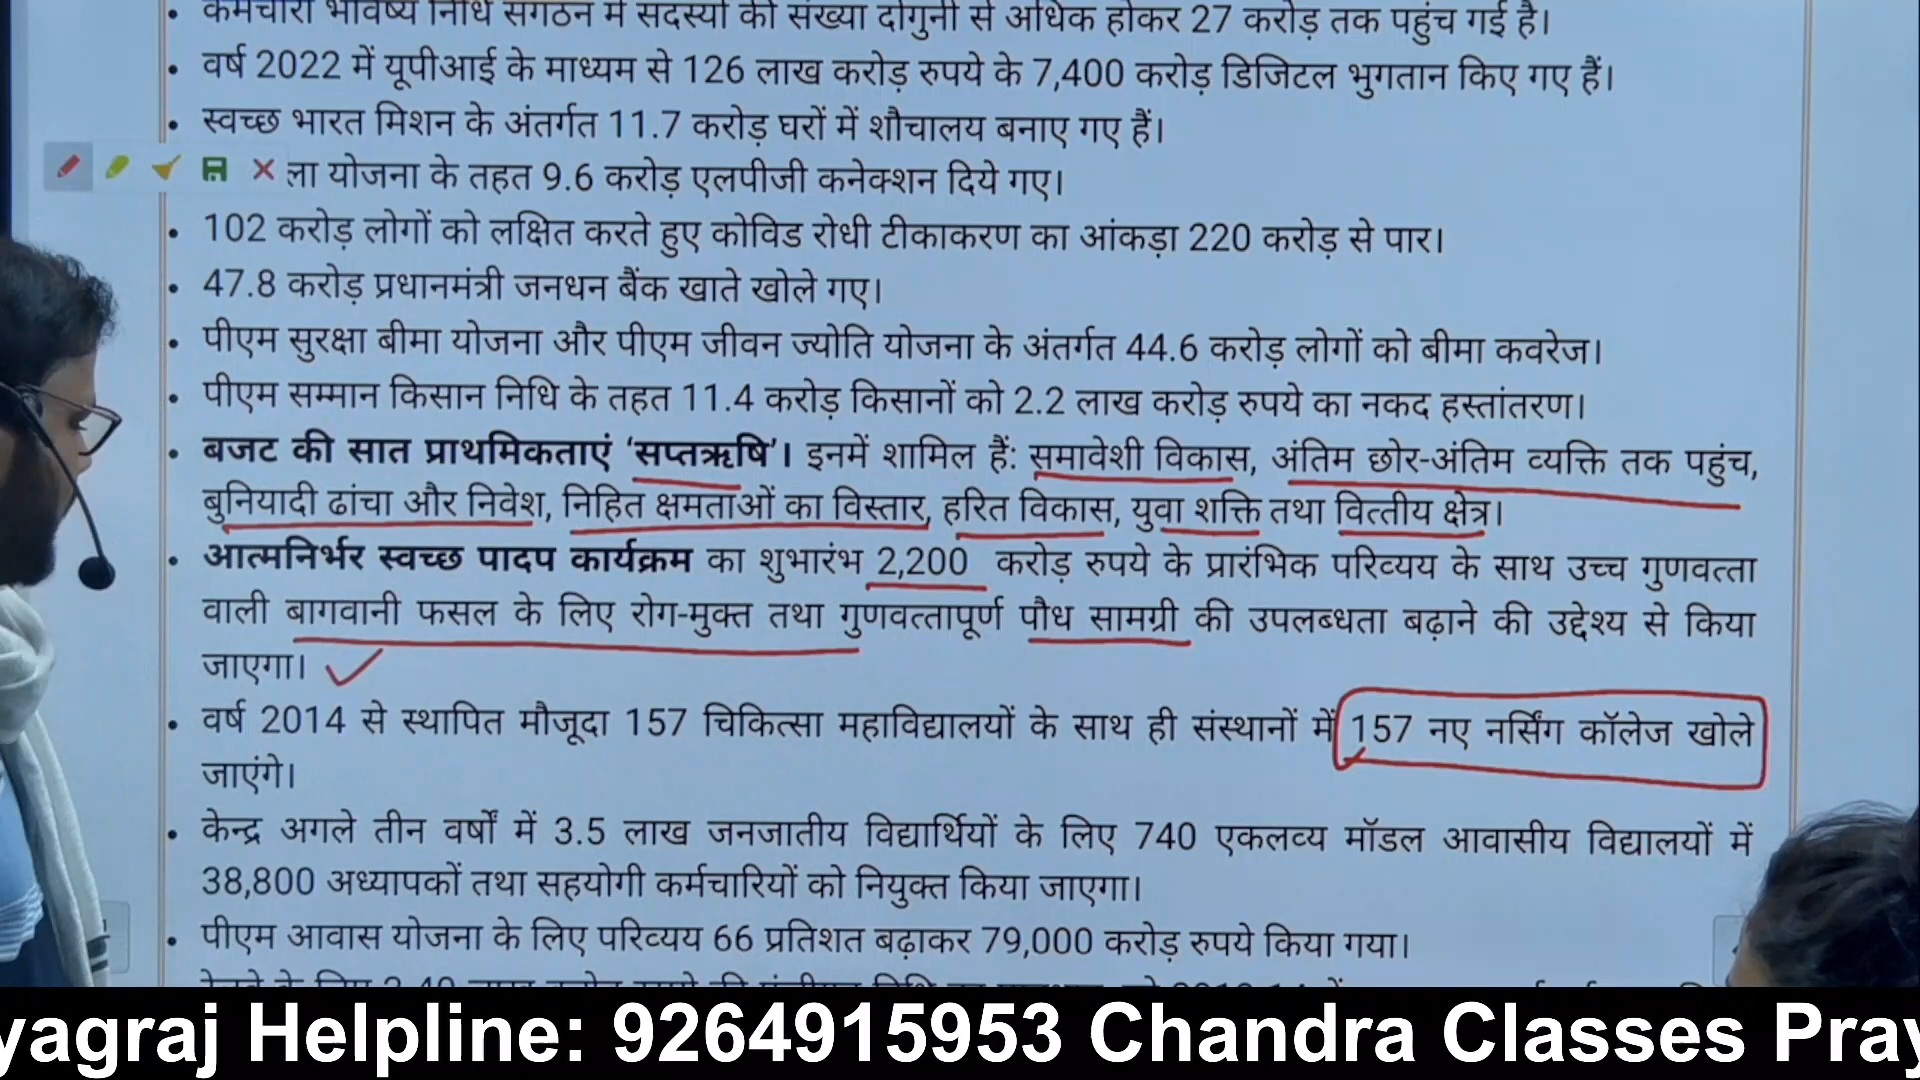 • कर्मचारी भविष्य निधि संगठन में सदस्यों की संख्या दोगुनी से अधिक होकर 27 करोड़ तक पहुंच गई है।
• वर्ष 2022 में यूपीआई के माध्यम से 126 लाख करोड़ रुपये के 7,400 करोड़ डिजिटल भुगतान किए गए हैं।
• स्वच्छ भारत मिशन के अंतर्गत 11.7 करोड़ घरों में शौचालय बनाए गए हैं।
ला योजना के तहत 9.6 करोड़ एलपीजी कनेक्शन दिये गए।
• 102 करोड़ लोगों को लक्षित करते हुए कोविड रोधी टीकाकरण का आंकड़ा 220 करोड़ से पार।
• 47.8 करोड़ प्रधानमंत्री जनधन बैंक खाते खोले गए।
• पीएम सुरक्षा बीमा योजना और पीएम जीवन ज्योति योजना के अंतर्गत 44.6 करोड़ लोगों को बीमा कवरेज।
• पीएम सम्मान किसान निधि के तहत 11.4 करोड़ किसानों को 2.2 लाख करोड़ रुपये का नकद हस्तांतरण।
• बजट की सात प्राथमिकताएं ‘सप्तऋषि’। इनमें शामिल हैं: समावेशी विकास, अंतिम छोर-अंतिम व्यक्ति तक पहुंच,
बुनियादी ढांचा और निवेश, निहित क्षमताओं का विस्तार, हरित विकास, युवा शक्ति तथा वित्तीय क्षेत्र।
• आत्मनिर्भर स्वच्छ पादप कार्यक्रम का शुभारंभ 2,200 करोड़ रुपये के प्रारंभिक परिव्यय के साथ उच्च गुणवत्ता
वाली बागवानी फसल के लिए रोग-मुक्त तथा गुणवत्तापूर्ण पौध सामग्री की उपलब्धता बढ़ाने की उद्देश्य से किया
जाएगा।
• वर्ष 2014 से स्थापित मौजूदा 157 चिकित्सा महाविद्यालयों के साथ ही संस्थानों में 157 नए नर्सिंग कॉलेज खोले
जाएंगे।
• केन्द्र अगले तीन वर्षों में 3.5 लाख जनजातीय विद्यार्थियों के लिए 740 एकलव्य मॉडल आवासीय विद्यालयों में
38,800 अध्यापकों तथा सहयोगी कर्मचारियों को नियुक्त किया जाएगा।
• पीएम आवास योजना के लिए परिव्यय 66 प्रतिशत बढ़ाकर 79,000 करोड़ रुपये किया गया।
yagraj Helpline: 9264915953 Chandra Classes Pray